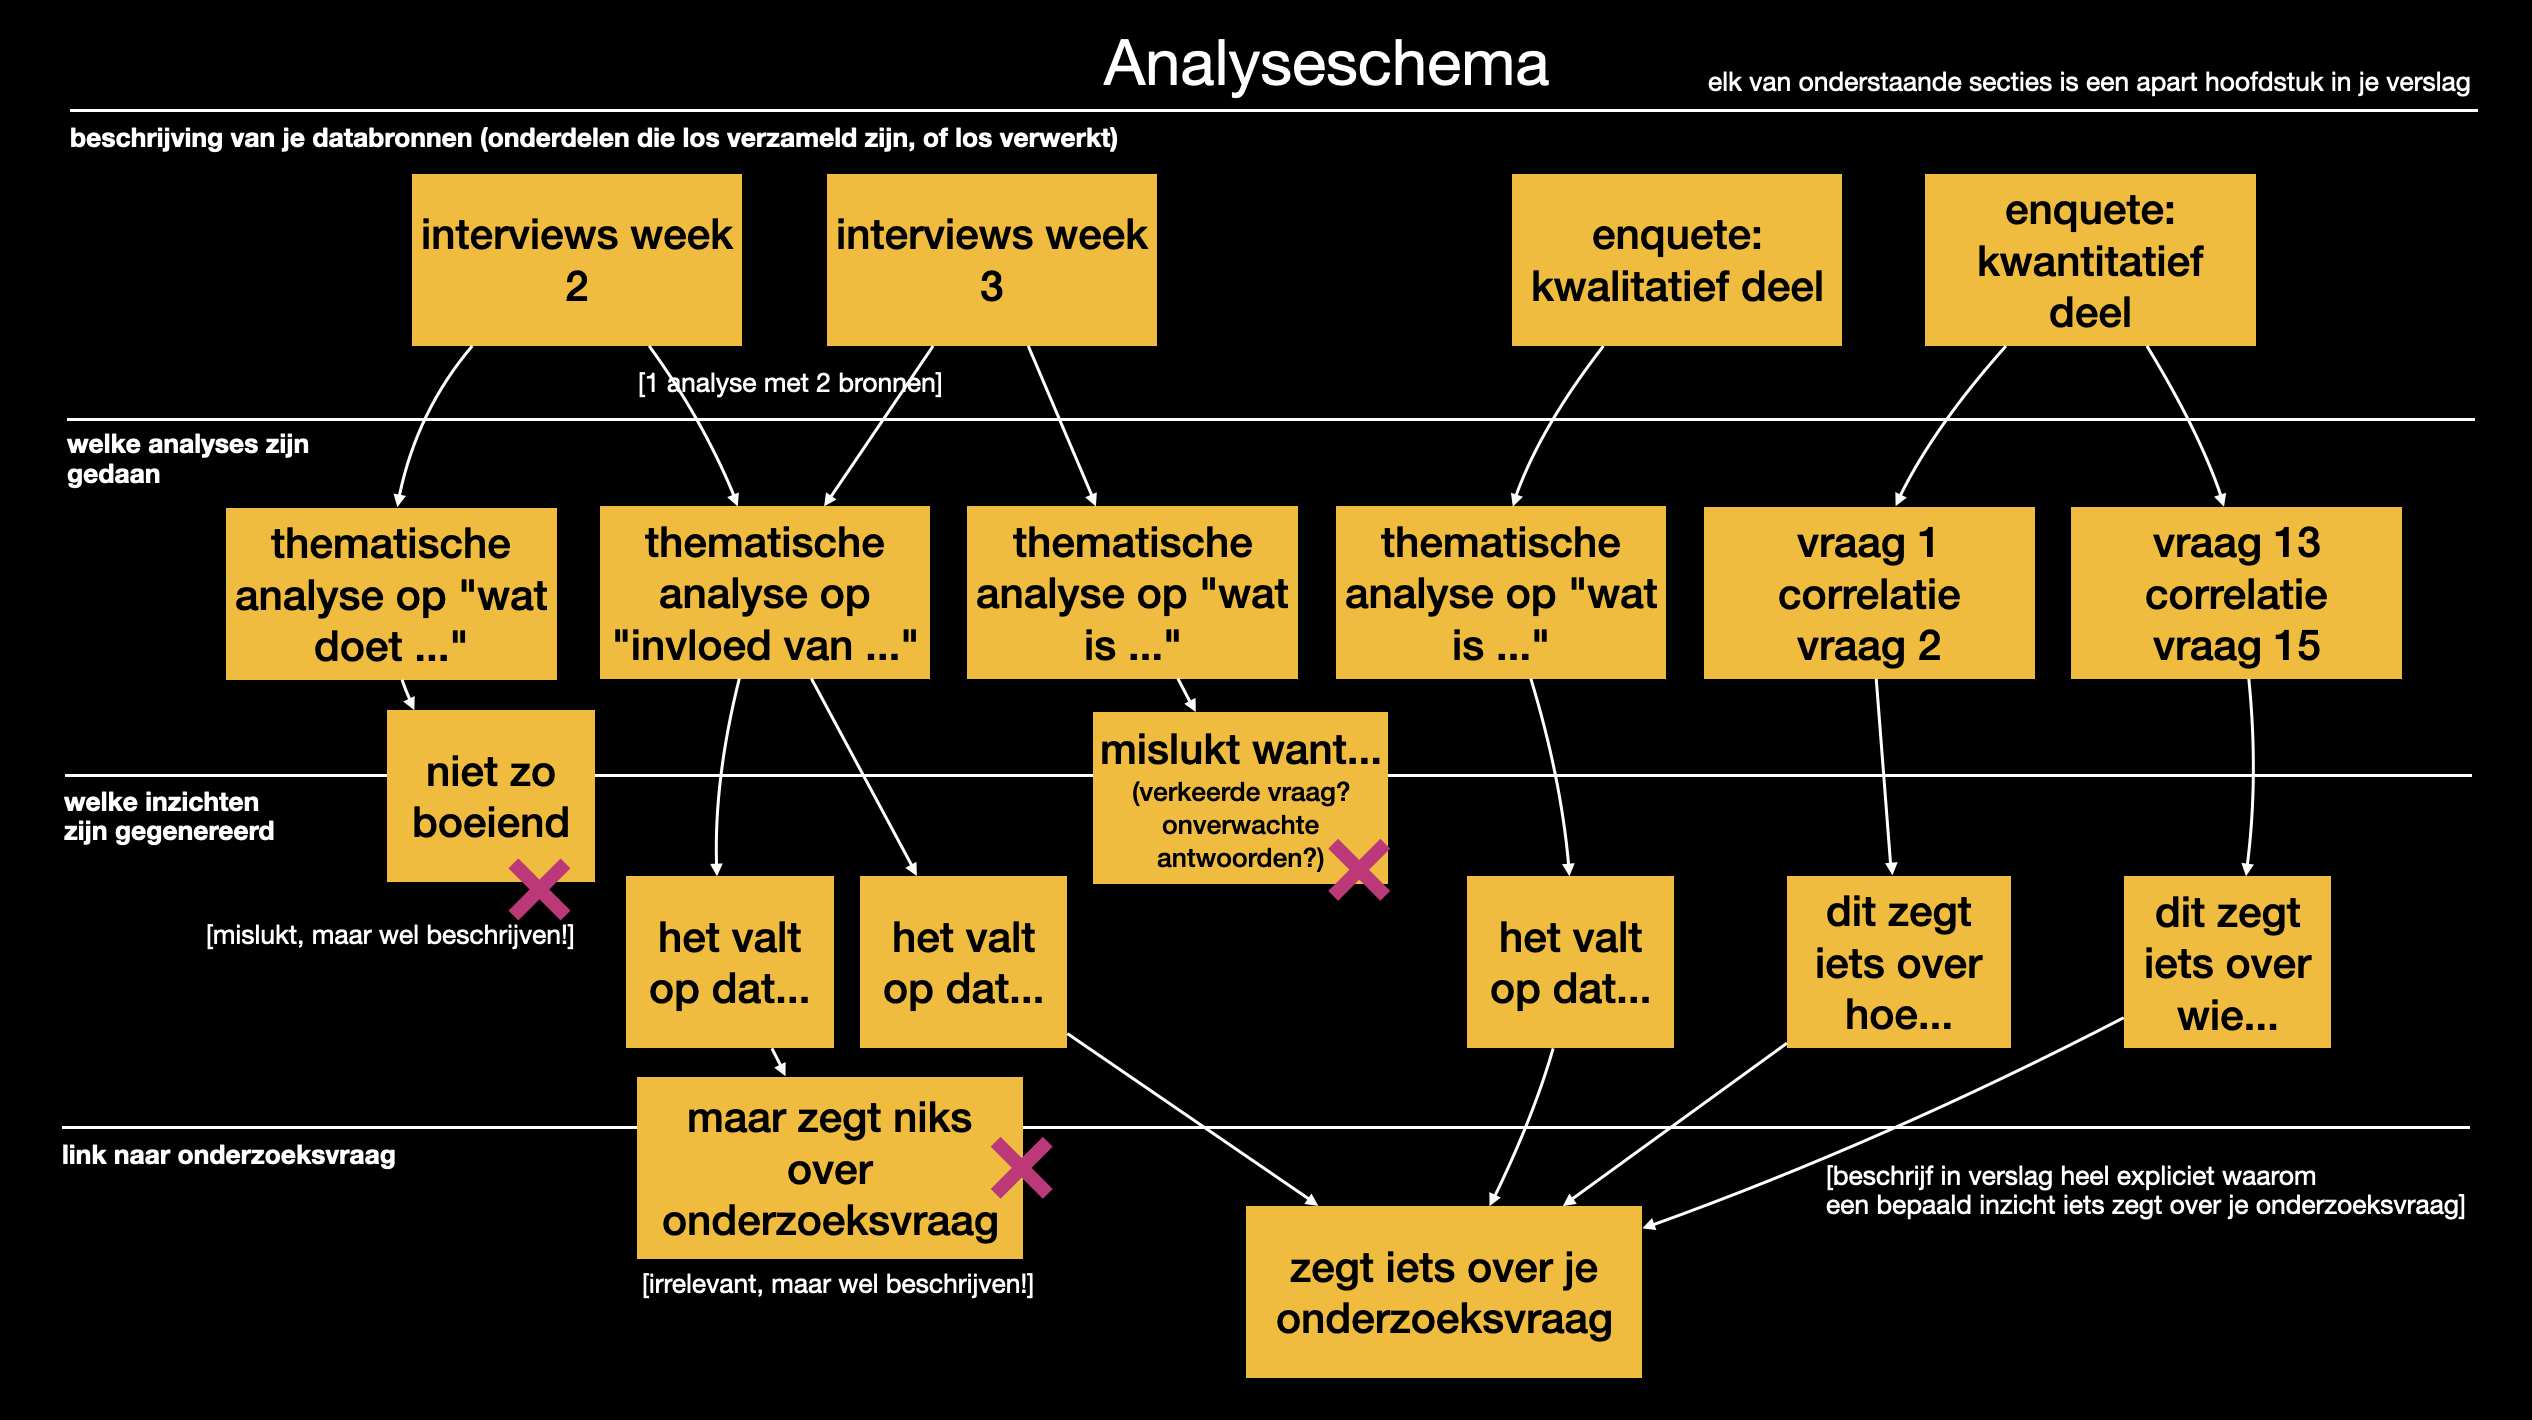 Analyseschema
elk van onderstaande secties is een apart hoofdstuk in je verslag
beschrijving van je databronnen (onderdelen die los verzameld zijn, of los verwerkt)
interviews week
2
interviews week
3
enquete:
kwalitatief deel
enquete:
kwantitatief
deel
[1 analyse met 2 bronnen]
welke analyses zijn
gedaan
thematische
analyse op "wat
doet ..."
thematische
analyse op
"invloed van ..."
thematische
analyse op "wat
is ..."
thematische
analyse op "wat
is ..."
vraag 1
correlatie
vraag 2
vraag 13
correlatie
vraag 15
niet zo
boeiend
mislukt want...
(verkeerde vraag?
onverwachte
antwoorden?)
welke inzichten
zijn gegenereerd
[mislukt, maar wel beschrijven!]
het valt
op dat...
het valt
op dat...
het valt
op dat...
dit zegt
iets over
hoe...
dit zegt
iets over
wie...
maar zegt niks
over
onderzoeksvraag
link naar onderzoeksvraag
[beschrijf in verslag heel expliciet waarom
een bepaald inzicht iets zegt over je onderzoeksvraag]
[irrelevant, maar wel beschrijven!]
zegt iets over je
onderzoeksvraag